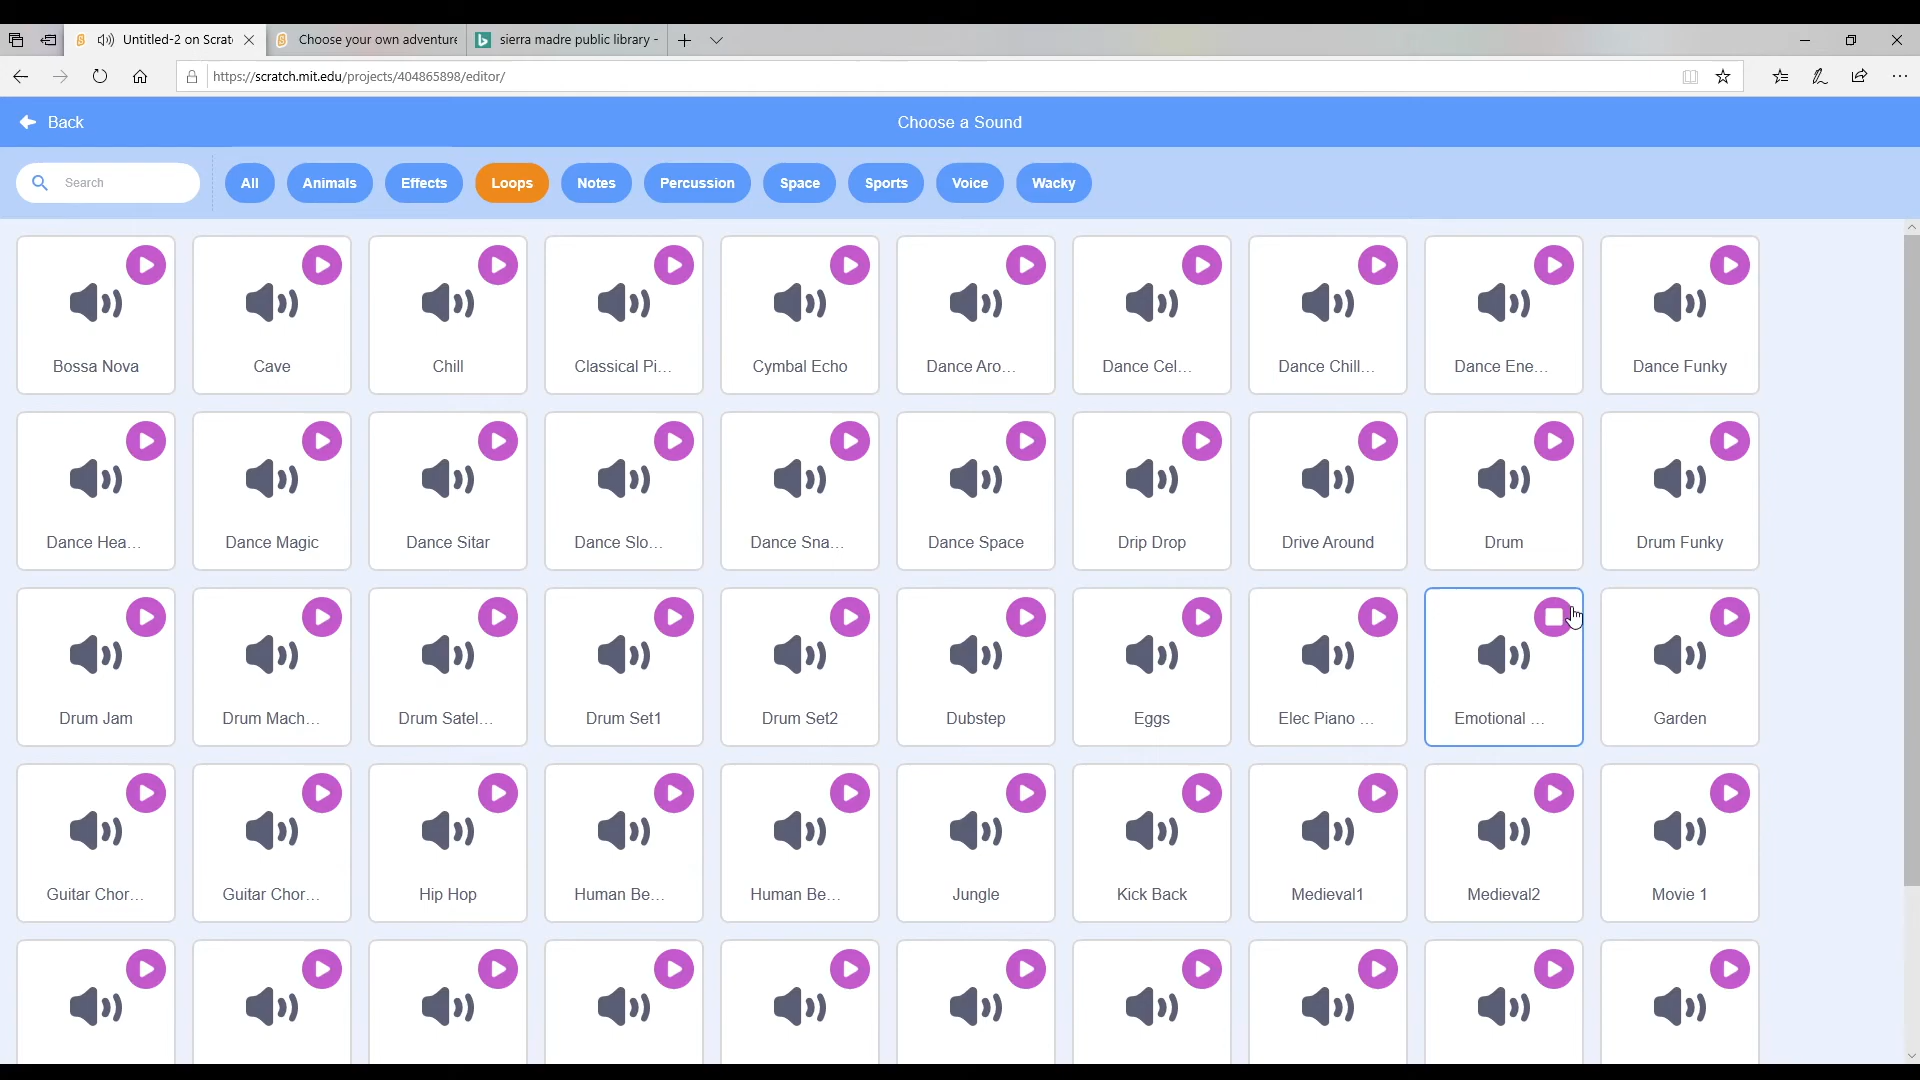 Untitled-2 on Scrat
Choose your own adventure
sierra madre public library -
https://scratch.mit.edu/projects/404865898/editor/
Back
Choose a Sound
Search
All
Animals
Effects
Loops
Notes
Percussion
Space
Sports
Voice
Wacky
Bossa Nova
Cave
Chill
Classical Pi...
Cymbal Echo
Dance Aro...
Dance Cel...
Dance Chill...
Dance Ene...
Dance Funky
Dance Hea...
Dance Magic
Dance Sitar
Dance Slo...
Dance Sna...
Dance Space
Drip Drop
Drive Around
Drum
Drum Funky
Drum Jam
Drum Mach...
Drum Satel...
Drum Set1
Drum Set2
Dubstep
Eggs
Elec Piano ...
Emotional ...
Garden
Guitar Chor...
Guitar Chor...
Hip Hop
Human Be...
Human Be...
Jungle
Kick Back
Medieval1
Medieval2
Movie 1